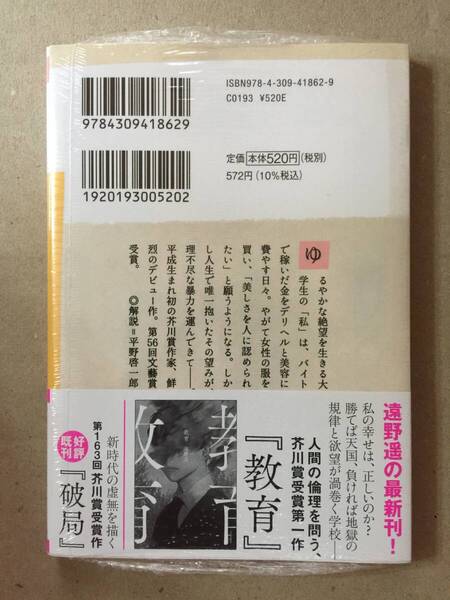 ISBN978-4-309-41862-9
C0193 ¥520E
9784309418629
定価 本体520円(税別)
572円(10%税込)
1920193005202
ゆるやかな絶望を生きる大
学生の「私」は、バイト
で稼いだ金をデリヘルと美容に
費やす日々。やがて女性の服を
買い、「美しさを人に認められ
たい」と願うようになる。しか
し人生で唯一抱いたその望みが、
理不尽な暴力を運んできて――。
平成生まれ初の芥川賞作家、鮮
烈のデビュー作。第56回文藝賞
受賞。 ◎解説=平野啓一郎
遠野遥の最新刊!
私の幸せは、正しいのか?
勝てば天国、負ければ地獄の
規律と欲望が渦巻く学校――
人間の倫理を問う、
芥川賞受賞第一作
『教育』
教育
教育
新時代の虚無を描く
第163回芥川賞受賞作
好評
既刊
『破局』